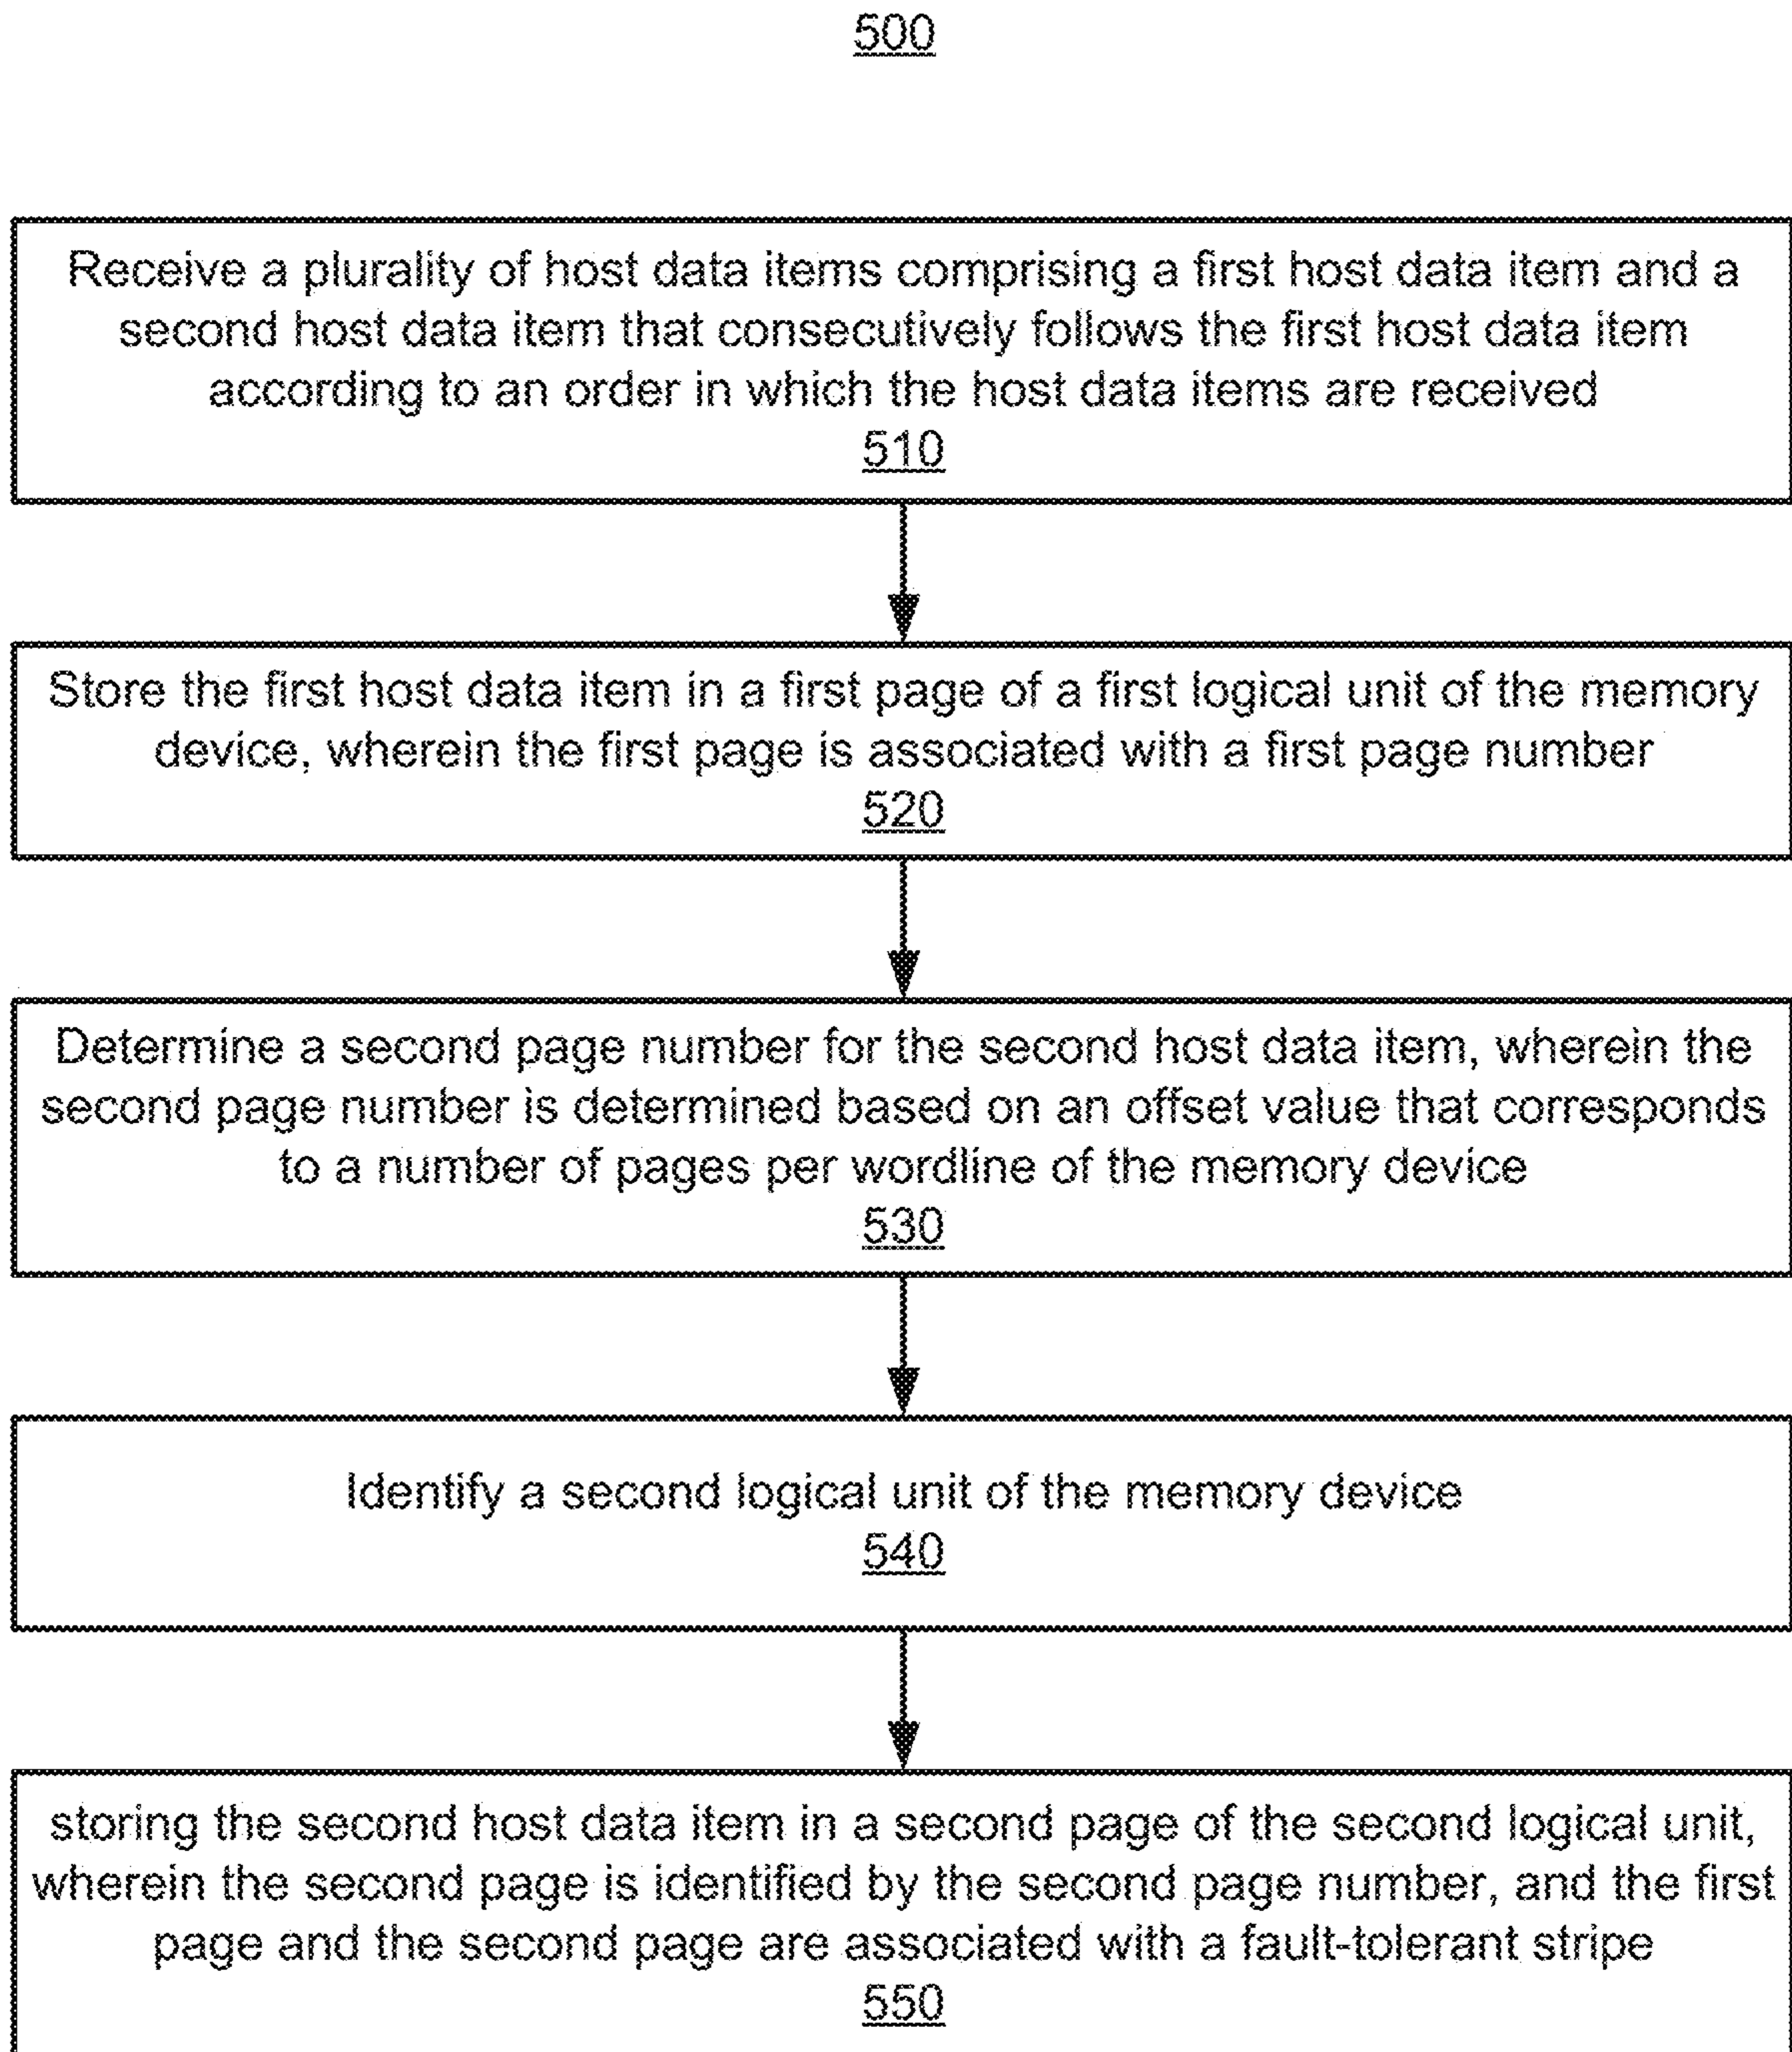 500
Receive a plurality of host data items comprising a first host data item and a
second host data item that consecutively follows the first host data item
according to an order in which the host data items are received
510
Store the first host data item in a first page of a first logical unit of the memory
device, wherein the first page is associated with a first page number
520
Determine a second page number for the second host data item, wherein the
second page number is determined based on an offset value that corresponds
to a number of pages per wordline of the memory device
530
Identify a second logical unit of the memory device
540
storing the second host data item in a second page of the second logical unit,
wherein the second page is identified by the second page number, and the first
page and the second page are associated with a fault-tolerant stripe
550